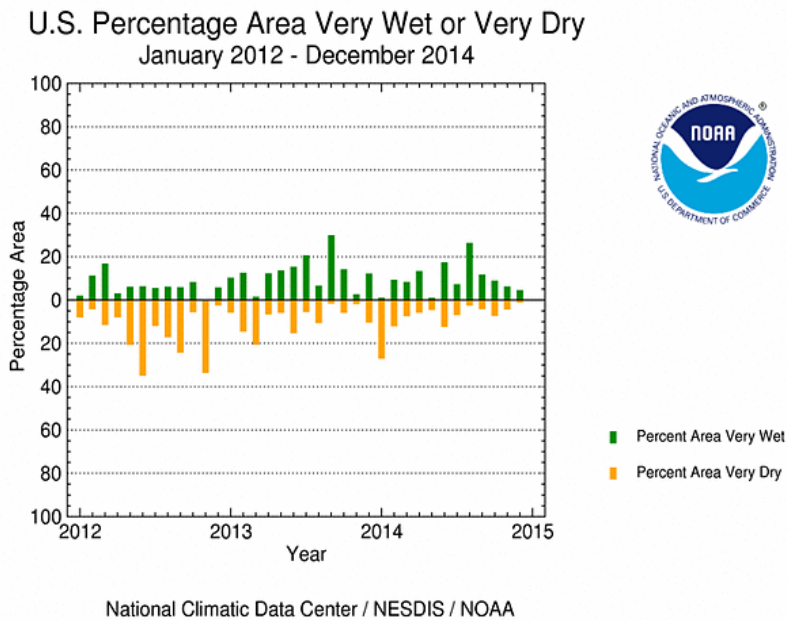 U.S. Percentage Area Very Wet or Very Dry
January 2012 - December 2014
100
80
60
40
20
0
20
40
60
80
100
Percentage Area
2012 2013 2014 2015
Year
NATIONAL OCEANIC AND ATMOSPHERIC ADMINISTRATION
®
NOAA
U.S. DEPARTMENT OF COMMERCE
Percent Area Very Wet
Percent Area Very Dry
National Climatic Data Center / NESDIS / NOAA